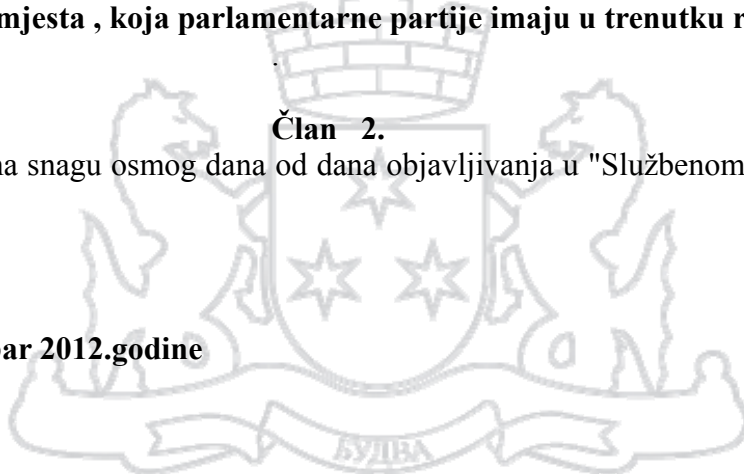 mjesta , koja parlamentarne partije imaju u trenutku
.
Član 2.
na snagu osmog dana od dana objavljivanja u "Službenom
2012.godine
БУДВА